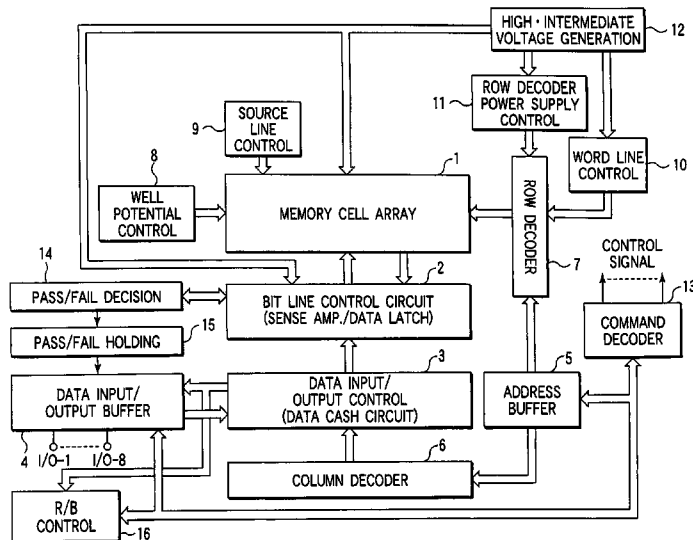 HIGH·INTERMEDIATE
VOLTAGE GENERATION
12
ROW DECODER
POWER SUPPLY
CONTROL
11
SOURCE
LINE
CONTROL
9
WORD LINE
CONTROL
10
8
WELL
POTENTIAL
CONTROL
1
MEMORY CELL ARRAY
ROW DECODER
7
CONTROL
SIGNAL
14
PASS/FAIL DECISION
2
BIT LINE CONTROL CIRCUIT
(SENSE AMP./DATA LATCH)
13
COMMAND
DECODER
15
PASS/FAIL HOLDING
3
DATA INPUT/
OUTPUT CONTROL
(DATA CASH CIRCUIT)
5
ADDRESS
BUFFER
DATA INPUT/
OUTPUT BUFFER
4
I/O-1 I/O-8
6
COLUMN DECODER
R/B
CONTROL
16